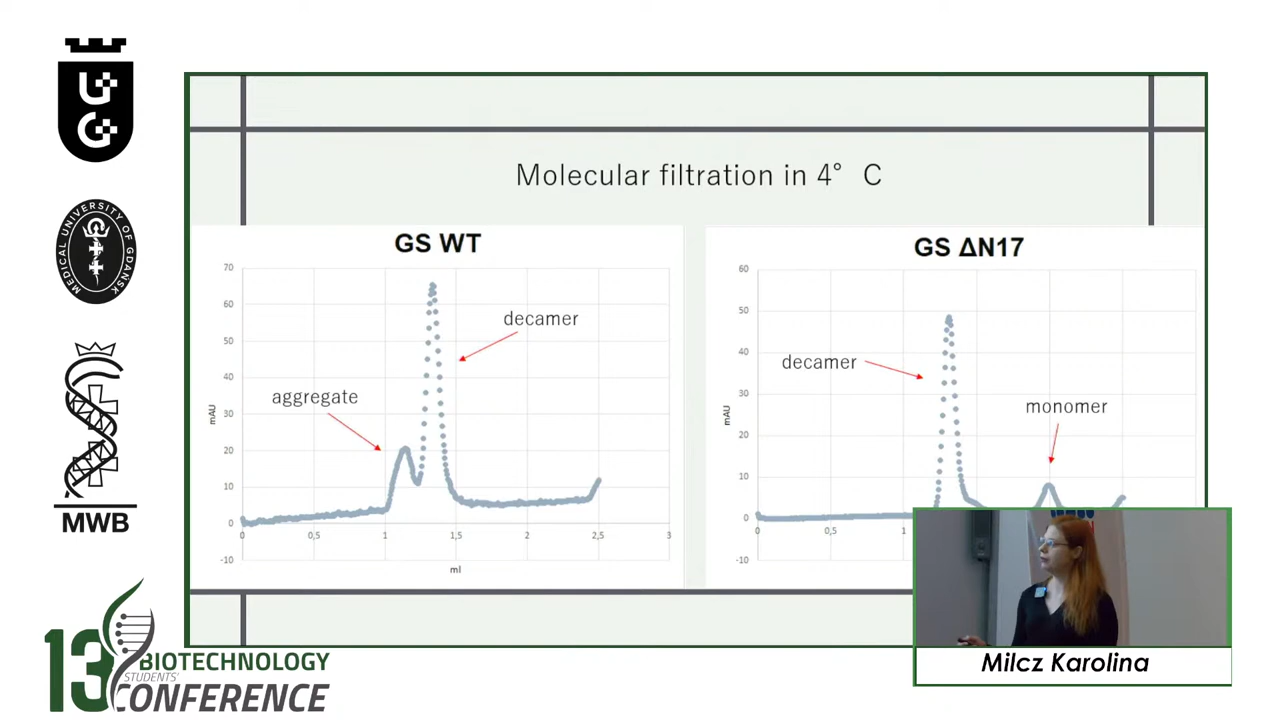 UG
MEDICAL UNIVERSITY OF GDAŃSK
MWB
13 BIOTECHNOLOGY
STUDENTS'
CONFERENCE
Molecular filtration in 4° C
GS WT
70
60
50
40
30
20
10
0
-10
mAU
0
0,5
1
1,5
2
2,5
3
ml
aggregate
decamer
GS ΔN17
60
50
40
30
20
10
0
-10
mAU
0
0,5
1
decamer
monomer
Milcz Karolina